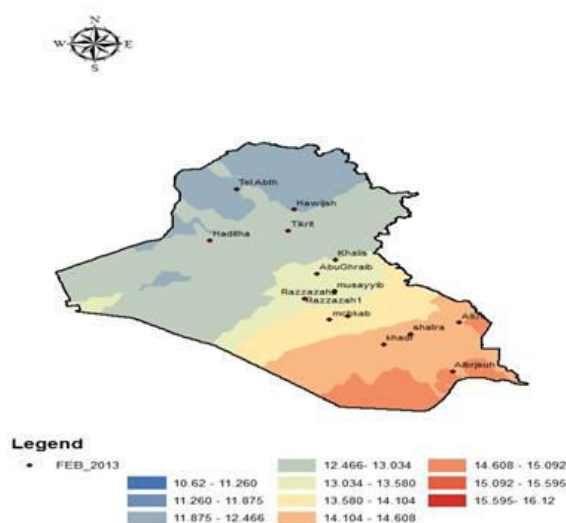 N
W E
S
Tel.Abth
Hawijah
Tikrit
Haditha
Khalis
AbuGhraib
musayyib
Razzazah
Razzazah1
shatra
khadr
Legend
FEB_2013
10.62 - 11.260
11.260 - 11.875
11.875 - 12.466
12.466- 13.034
13.034 - 13.580
13.580 - 14.104
14.104 - 14.608
14.608 - 15.092
15.092 - 15.595
15.595- 16.12